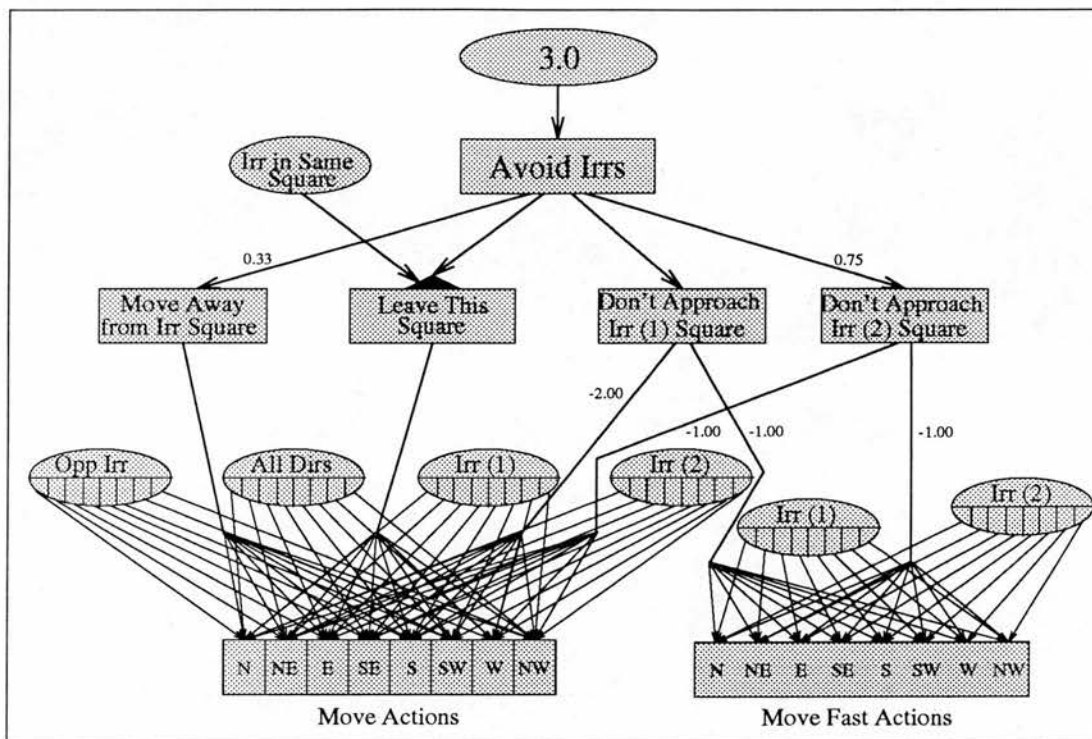 3.0
Irr in Same
Square
Avoid Irrs
0.33
0.75
Move Away
from Irr Square
Leave This
Square
Don't Approach
Irr (1) Square
Don't Approach
Irr (2) Square
-2.00
-1.00
-1.00
-1.00
Opp Irr
All Dirs
Irr (1)
Irr (2)
Irr (1)
Irr (2)
N NE E SE S SW W NW
N NE E SE S SW W NW
Move Actions
Move Fast Actions